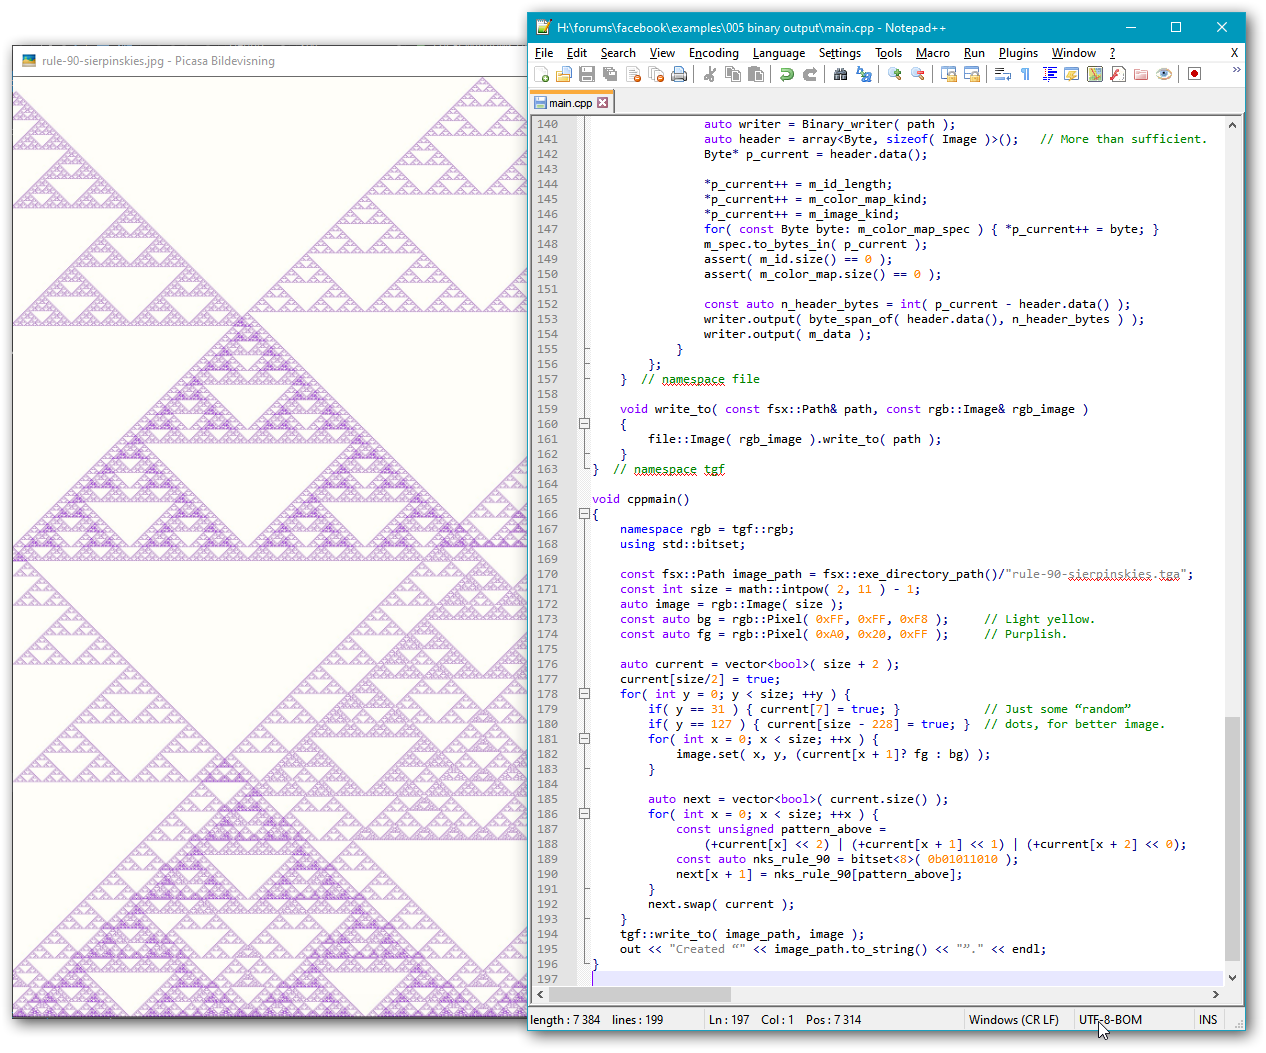 rule-90-sierpinskies.jpg - Picasa Bildevisning
H:\forums\facebook\examples\005 binary output\main.cpp - Notepad++
File Edit Search View Encoding Language Settings Tools Macro Run Plugins Window ? X
main.cpp
140 auto writer = Binary_writer( path );
141 auto header = array<Byte, sizeof( Image )>(); // More than sufficient.
142 Byte* p_current = header.data();
143
144 *p_current++ = m_id_length;
145 *p_current++ = m_color_map_kind;
146 *p_current++ = m_image_kind;
147 for( const Byte byte: m_color_map_spec ) { *p_current++ = byte; }
148 m_spec.to_bytes_in( p_current );
149 assert( m_id.size() == 0 );
150 assert( m_color_map.size() == 0 );
151
152 const auto n_header_bytes = int( p_current - header.data() );
153 writer.output( byte_span_of( header.data(), n_header_bytes ) );
154 writer.output( m_data );
155 }
156 };
157 } // namespace file
158
159 void write_to( const fsx::Path& path, const rgb::Image& rgb_image )
160 {
161 file::Image( rgb_image ).write_to( path );
162 }
163 } // namespace tgf
164
165 void cppmain()
166 {
167 namespace rgb = tgf::rgb;
168 using std::bitset;
169
170 const fsx::Path image_path = fsx::exe_directory_path()/"rule-90-sierpinskies.tga";
171 const int size = math::intpow( 2, 11 ) - 1;
172 auto image = rgb::Image( size );
173 const auto bg = rgb::Pixel( 0xFF, 0xFF, 0xF8 ); // Light yellow.
174 const auto fg = rgb::Pixel( 0xA0, 0x20, 0xFF ); // Purplish.
175
176 auto current = vector<bool>( size + 2 );
177 current[size/2] = true;
178 for( int y = 0; y < size; ++y ) {
179 if( y == 31 ) { current[7] = true; } // Just some “random”
180 if( y == 127 ) { current[size - 228] = true; } // dots, for better image.
181 for( int x = 0; x < size; ++x ) {
182 image.set( x, y, (current[x + 1]? fg : bg) );
183 }
184
185 auto next = vector<bool>( current.size() );
186 for( int x = 0; x < size; ++x ) {
187 const unsigned pattern_above =
188 (+current[x] << 2) | (+current[x + 1] << 1) | (+current[x + 2] << 0);
189 const auto nks_rule_90 = bitset<8>( 0b01011010 );
190 next[x + 1] = nks_rule_90[pattern_above];
191 }
192 next.swap( current );
193 }
194 tgf::write_to( image_path, image );
195 out << "Created “" << image_path.to_string() << "”." << endl;
196 }
197
length : 7 384 lines : 199 Ln : 197 Col : 1 Pos : 7 314 Windows (CR LF) UTF-8-BOM INS